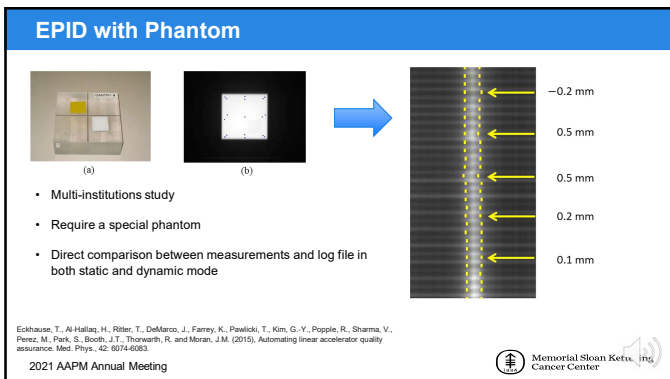 EPID with Phantom
(a)
(b)
−0.2 mm
0.5 mm
0.5 mm
0.2 mm
0.1 mm
• Multi-institutions study
• Require a special phantom
• Direct comparison between measurements and log file in
both static and dynamic mode
Eckhause, T., Al-Hallaq, H., Ritter, T., DeMarco, J., Farrey, K., Pawlicki, T., Kim, G.-Y., Popple, R., Sharma, V.,
Perez, M., Park, S., Booth, J.T., Thorwarth, R. and Moran, J.M. (2015), Automating linear accelerator quality
assurance. Med. Phys., 42: 6074-6083.
2021 AAPM Annual Meeting
Memorial Sloan Kettering
Cancer Center